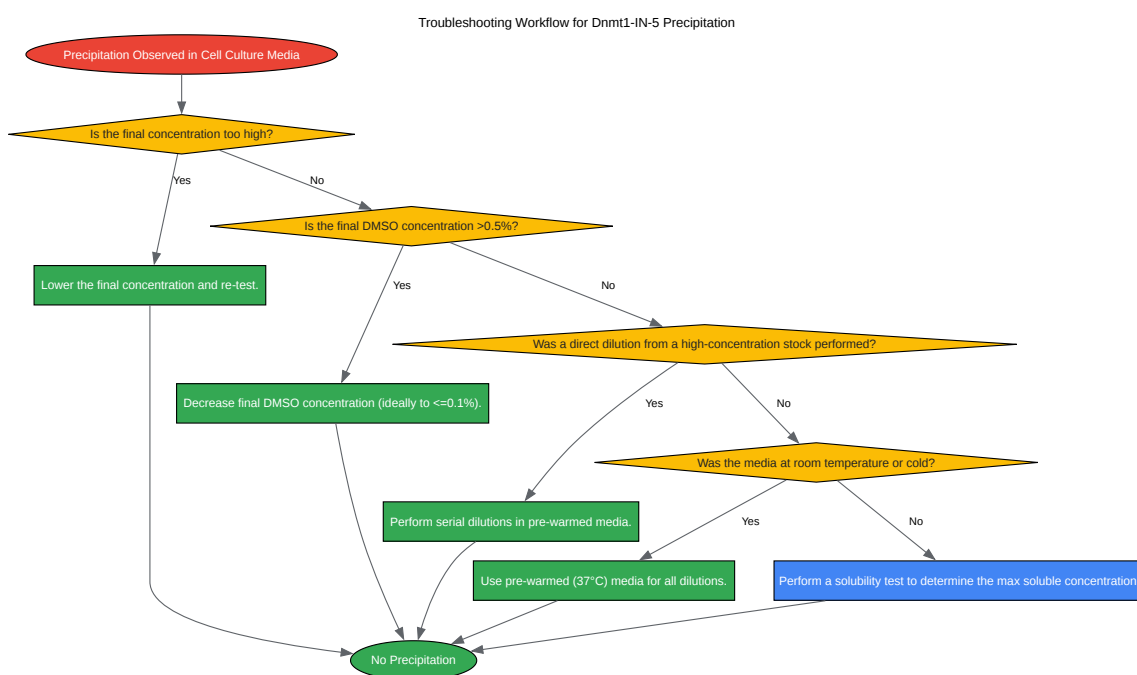 Troubleshooting Workflow for Dnmt1-IN-5 Precipitation
Precipitation Observed in Cell Culture Media
Is the final concentration too high?
Yes
No
Is the final DMSO concentration >0.5%?
Lower the final concentration and re-test.
Yes
No
Was a direct dilution from a high-concentration stock performed?
Decrease final DMSO concentration (ideally to <=0.1%).
Yes
No
Was the media at room temperature or cold?
Perform serial dilutions in pre-warmed media.
Yes
No
Use pre-warmed (37°C) media for all dilutions.
Perform a solubility test to determine the max soluble concentration
No Precipitation